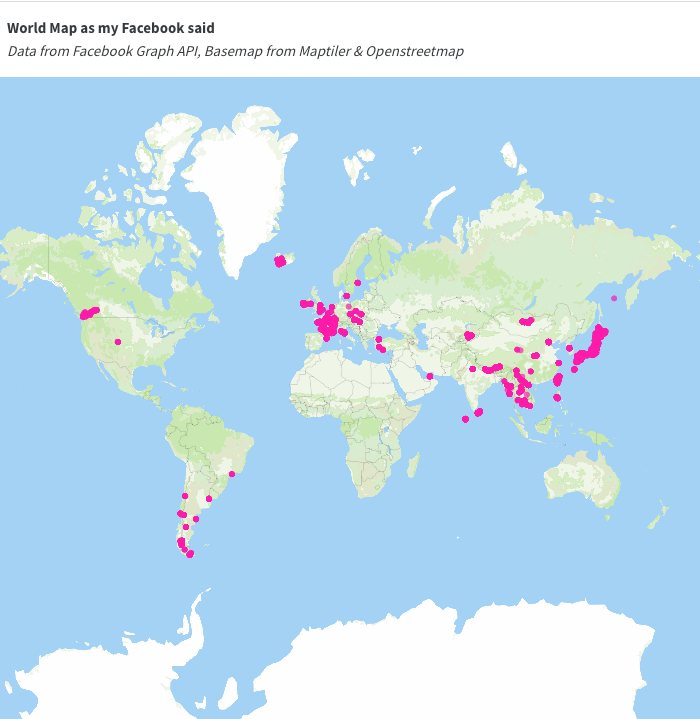 World Map as my Facebook said
Data from Facebook Graph API, Basemap from Maptiler & Openstreetmap